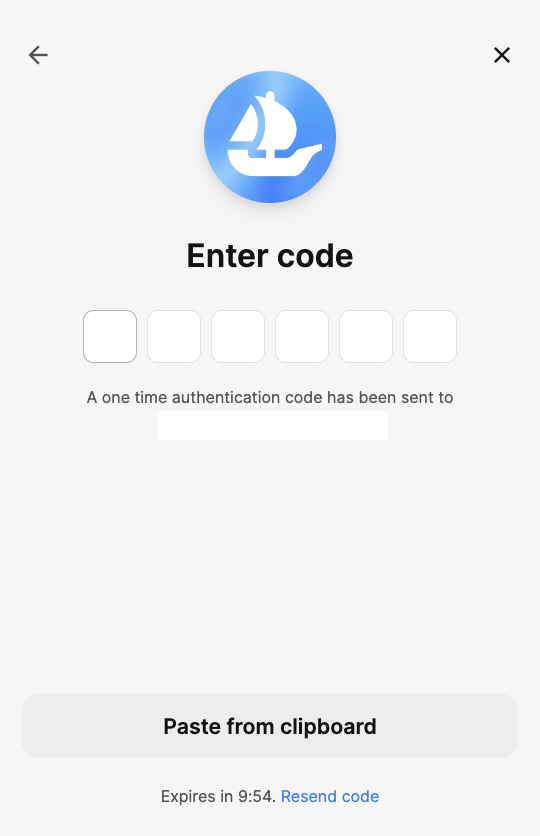 Enter code
A one time authentication code has been sent to
Paste from clipboard
Expires in 9:54. Resend code